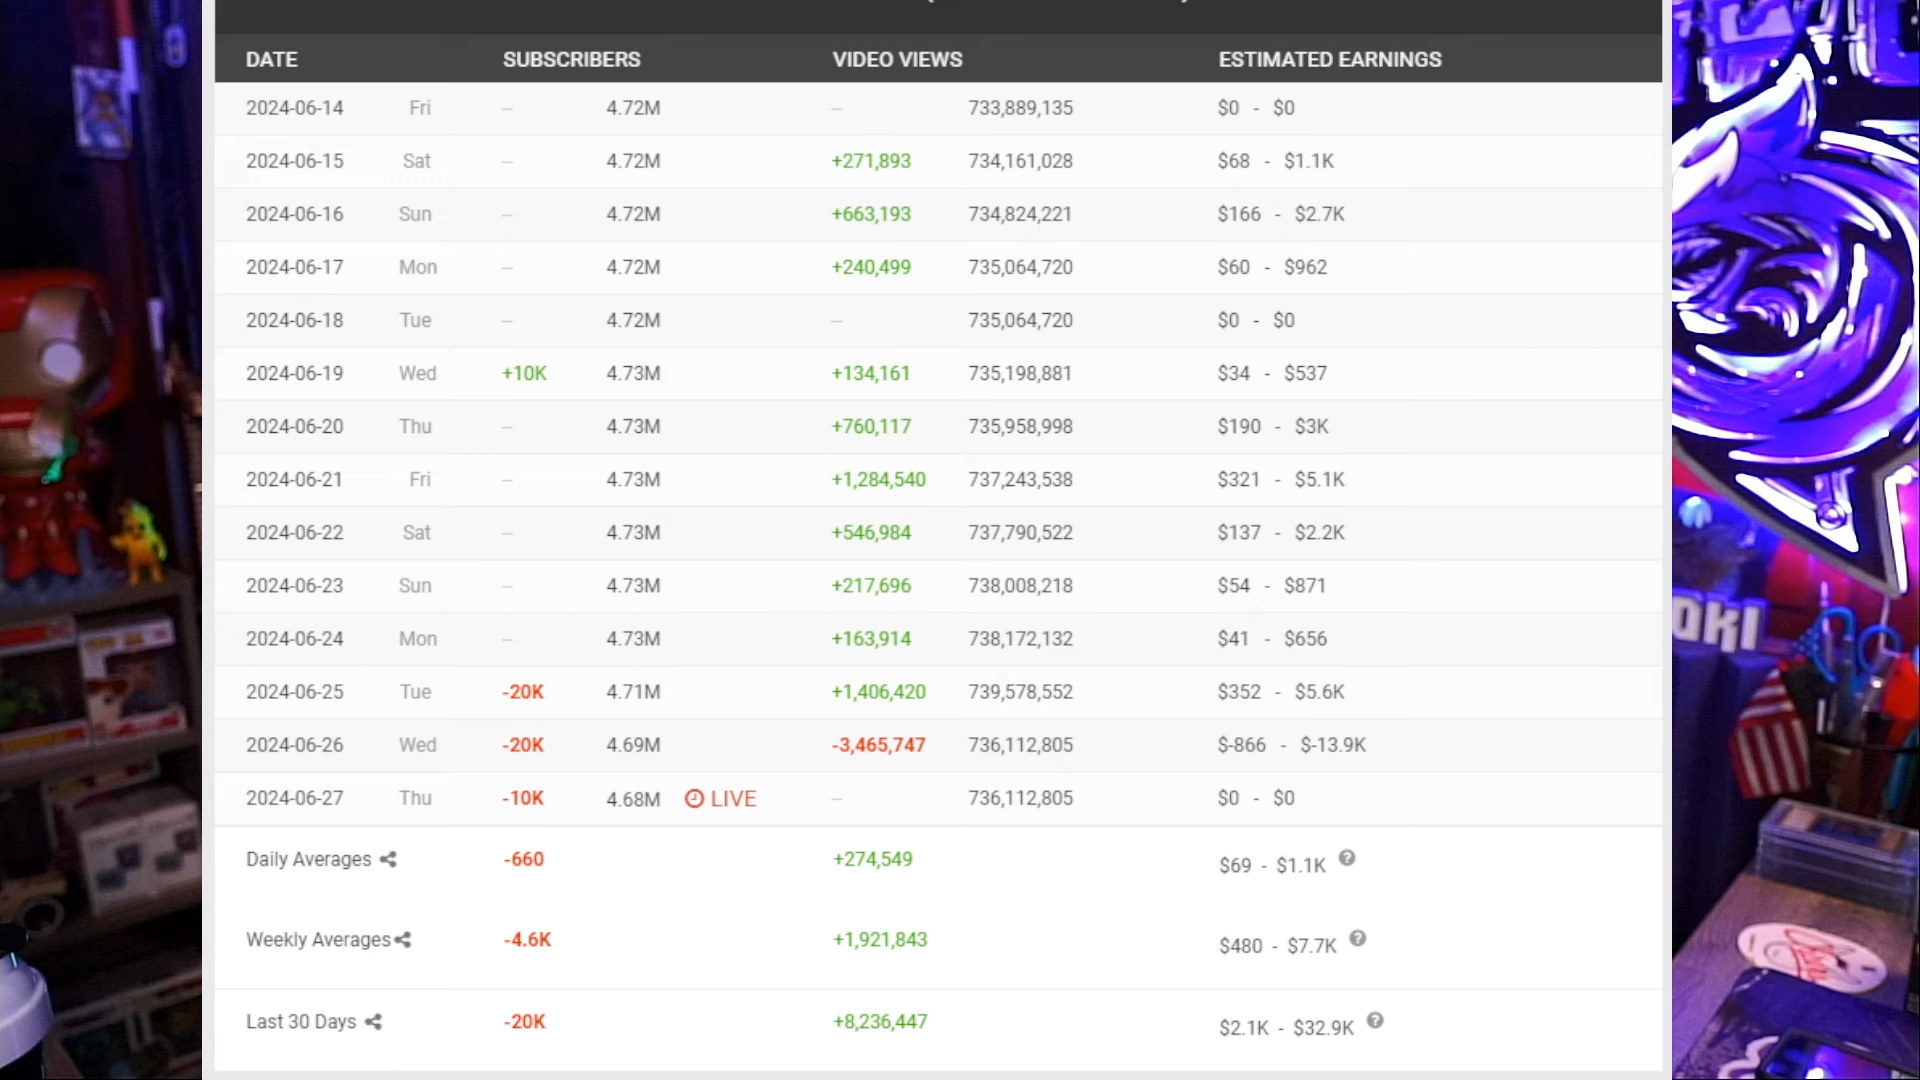 DATE SUBSCRIBERS VIDEO VIEWS ESTIMATED EARNINGS
2024-06-14 Fri – 4.72M – 733,889,135 $0 - $0
2024-06-15 Sat – 4.72M +271,893 734,161,028 $68 - $1.1K
2024-06-16 Sun – 4.72M +663,193 734,824,221 $166 - $2.7K
2024-06-17 Mon – 4.72M +240,499 735,064,720 $60 - $962
2024-06-18 Tue – 4.72M – 735,064,720 $0 - $0
2024-06-19 Wed +10K 4.73M +134,161 735,198,881 $34 - $537
2024-06-20 Thu – 4.73M +760,117 735,958,998 $190 - $3K
2024-06-21 Fri – 4.73M +1,284,540 737,243,538 $321 - $5.1K
2024-06-22 Sat – 4.73M +546,984 737,790,522 $137 - $2.2K
2024-06-23 Sun – 4.73M +217,696 738,008,218 $54 - $871
2024-06-24 Mon – 4.73M +163,914 738,172,132 $41 - $656
2024-06-25 Tue -20K 4.71M +1,406,420 739,578,552 $352 - $5.6K
2024-06-26 Wed -20K 4.69M -3,465,747 736,112,805 $-866 - $-13.9K
2024-06-27 Thu -10K 4.68M LIVE – 736,112,805 $0 - $0
Daily Averages -660 +274,549 $69 - $1.1K ?
Weekly Averages -4.6K +1,921,843 $480 - $7.7K ?
Last 30 Days -20K +8,236,447 $2.1K - $32.9K ?